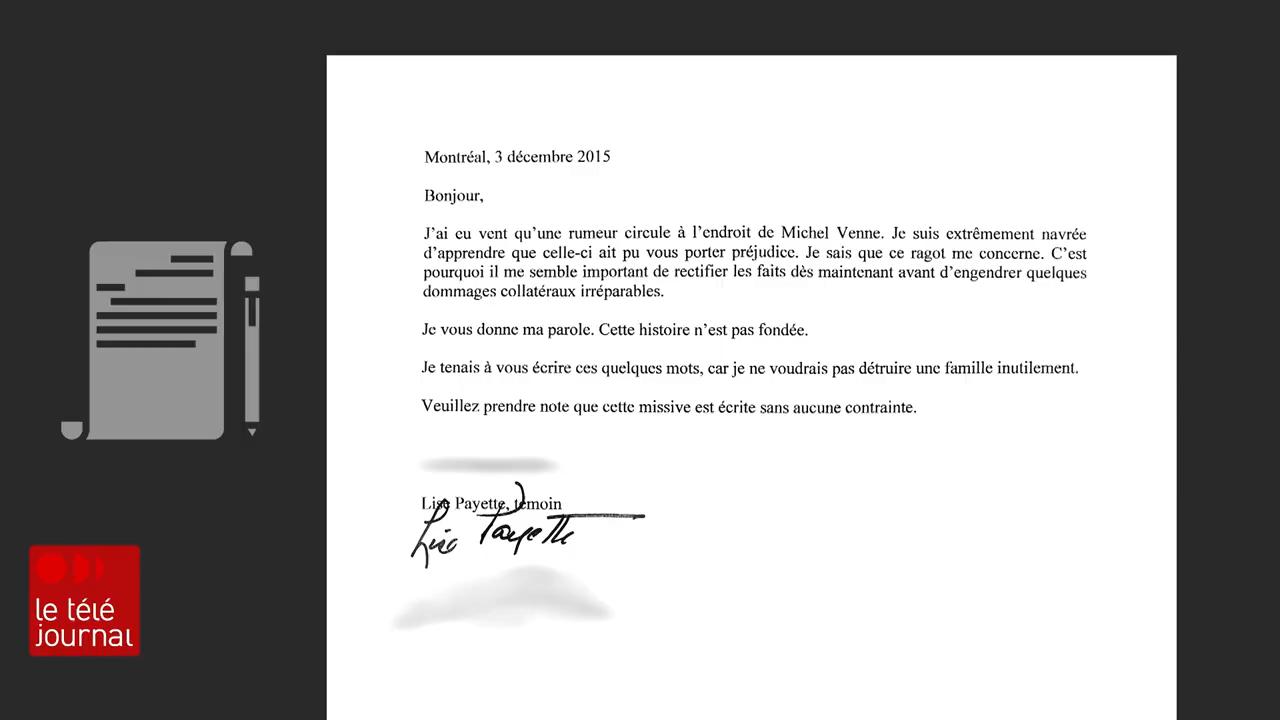 Montréal, 3 décembre 2015
Bonjour,
J'ai eu vent qu'une rumeur circule à l'endroit de Michel Venne. Je suis extrêmement navrée
d'apprendre que celle-ci ait pu vous porter préjudice. Je sais que ce ragot me concerne. C'est
pourquoi il me semble important de rectifier les faits dès maintenant avant d'engendrer quelques
dommages collatéraux irréparables.
Je vous donne ma parole. Cette histoire n'est pas fondée.
Je tenais à vous écrire ces quelques mots, car je ne voudrais pas détruire une famille inutilement.
Veuillez prendre note que cette missive est écrite sans aucune contrainte.
Lise Payette, témoin
Lise Payette
le télé
journal